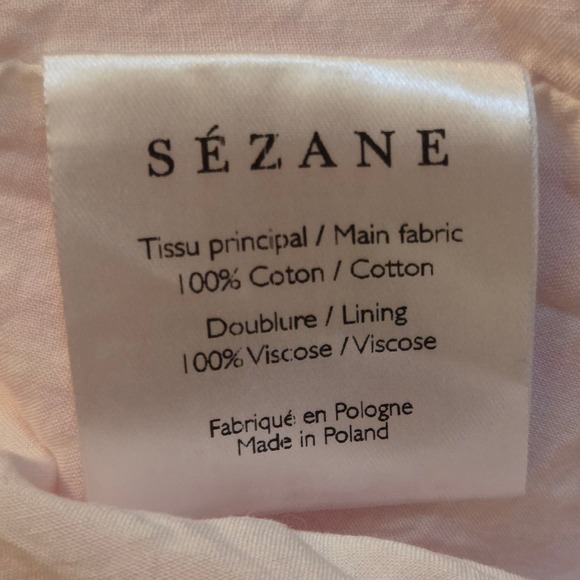 SÉZANE
Tissu principal / Main fabric
100% Coton / Cotton
Doublure / Lining
100% Viscose / Viscose
Fabriqué en Pologne
Made in Poland